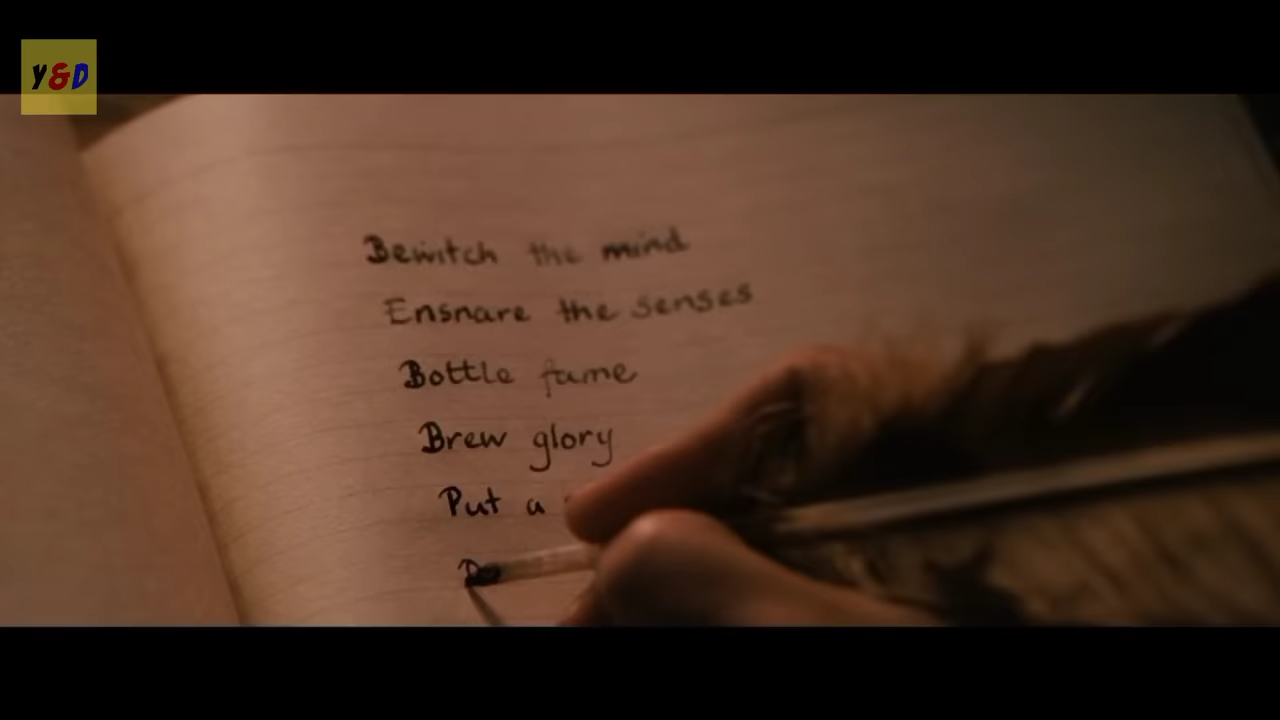 Y&D
Bewitch the mind
Ensnare the senses
Bottle fame
Brew glory
Put a